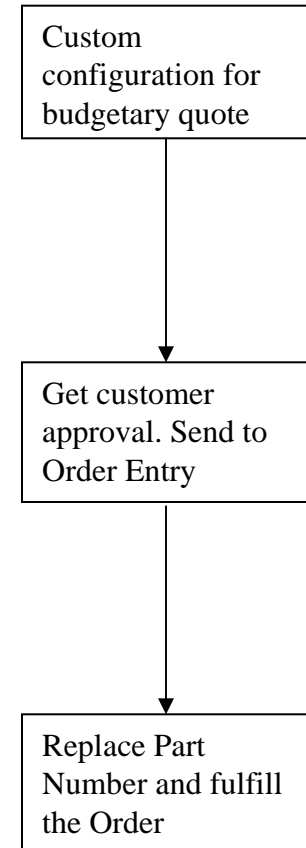 Custom
configuration for
budgetary quote
Get customer
approval. Send to
Order Entry
Replace Part
Number and fulfill
the Order